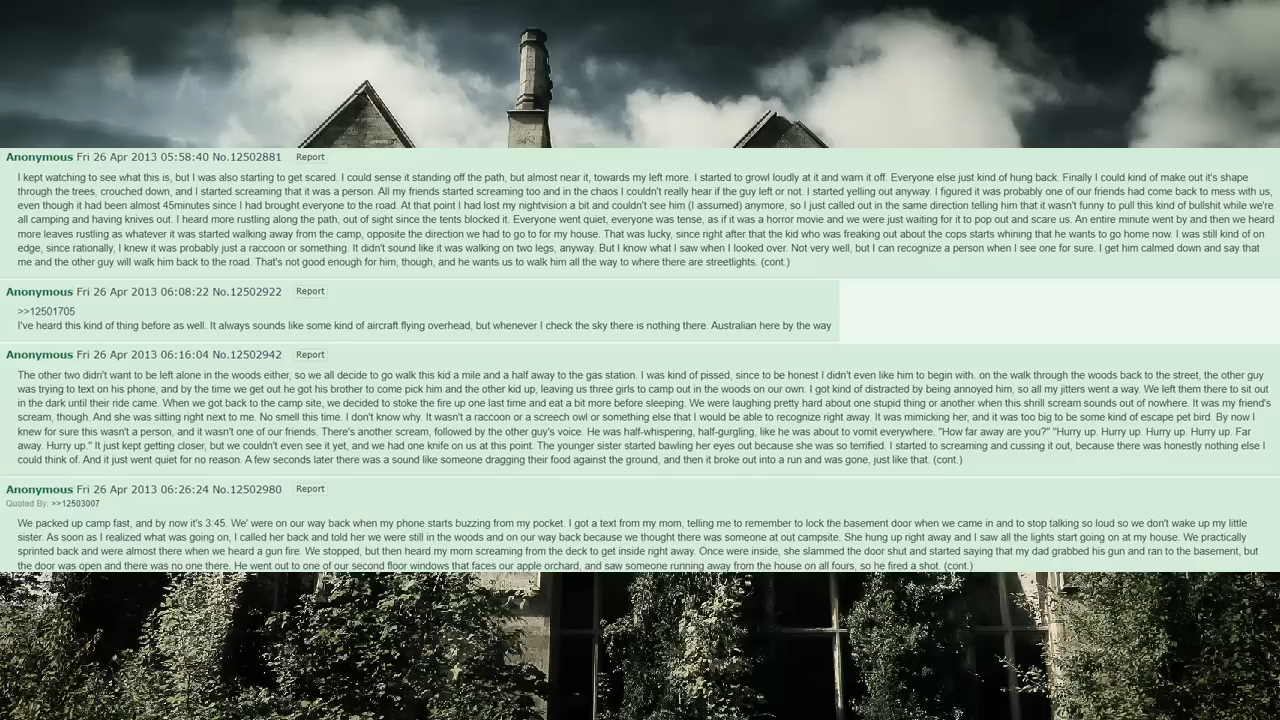 Anonymous Fri 26 Apr 2013 05:58:40 No.12502881 Report
I kept watching to see what this is, but I was also starting to get scared. I could sense it standing off the path, but almost near it, towards my left more. I started to growl loudly at it and warn it off. Everyone else just kind of hung back. Finally I could kind of make out it's shape
through the trees, crouched down, and I started screaming that it was a person. All my friends started screaming too and in the chaos I couldn't really hear if the guy left or not. I started yelling out anyway. I figured it was probably one of our friends had come back to mess with us,
even though it had been almost 45minutes since I had brought everyone to the road. At that point I had lost my nightvision a bit and couldn't see him (I assumed) anymore, so I just called out in the same direction telling him that it wasn't funny to pull this kind of bullshit while we're
all camping and having knives out. I heard more rustling along the path, out of sight since the tents blocked it. Everyone went quiet, everyone was tense, as if it was a horror movie and we were just waiting for it to pop out and scare us. An entire minute went by and then we heard
more leaves rustling as whatever it was started walking away from the camp, opposite the direction we had to go to for my house. That was lucky, since right after that the kid who was freaking out about the cops starts whining that he wants to go home now. I was still kind of on
edge, since rationally, I knew it was probably just a raccoon or something. It didn't sound like it was walking on two legs, anyway. But I know what I saw when I looked over. Not very well, but I can recognize a person when I see one for sure. I get him calmed down and say that
me and the other guy will walk him back to the road. That's not good enough for him, though, and he wants us to walk him all the way to where there are streetlights. (cont.)
Anonymous Fri 26 Apr 2013 06:08:22 No.12502922 Report
>>12501705
I've heard this kind of thing before as well. It always sounds like some kind of aircraft flying overhead, but whenever I check the sky there is nothing there. Australian here by the way
Anonymous Fri 26 Apr 2013 06:16:04 No.12502942 Report
The other two didn't want to be left alone in the woods either, so we all decide to go walk this kid a mile and a half away to the gas station. I was kind of pissed, since to be honest I didn't even like him to begin with. on the walk through the woods back to the street, the other guy
was trying to text on his phone, and by the time we get out he got his brother to come pick him and the other kid up, leaving us three girls to camp out in the woods on our own. I got kind of distracted by being annoyed him, so all my jitters went a way. We left them there to sit out
in the dark until their ride came. When we got back to the camp site, we decided to stoke the fire up one last time and eat a bit more before sleeping. We were laughing pretty hard about one stupid thing or another when this shrill scream sounds out of nowhere. It was my friend's
scream, though. And she was sitting right next to me. No smell this time. I don't know why. It wasn't a raccoon or a screech owl or something else that I would be able to recognize right away. It was mimicking her, and it was too big to be some kind of escape pet bird. By now I
knew for sure this wasn't a person, and it wasn't one of our friends. There's another scream, followed by the other guy's voice. He was half-whispering, half-gurgling, like he was about to vomit everywhere. "How far away are you?" "Hurry up. Hurry up. Hurry up. Hurry up. Far
away. Hurry up." It just kept getting closer, but we couldn't even see it yet, and we had one knife on us at this point. The younger sister started bawling her eyes out because she was so terrified. I started to screaming and cussing it out, because there was honestly nothing else I
could think of. And it just went quiet for no reason. A few seconds later there was a sound like someone dragging their food against the ground, and then it broke out into a run and was gone, just like that. (cont.)
Anonymous Fri 26 Apr 2013 06:26:24 No.12502980 Report
Quoted By: >>12503007
We packed up camp fast, and by now it's 3:45. We' were on our way back when my phone starts buzzing from my pocket. I got a text from my mom, telling me to remember to lock the basement door when we came in and to stop talking so loud so we don't wake up my little
sister. As soon as I realized what was going on, I called her back and told her we were still in the woods and on our way back because we thought there was someone at out campsite. She hung up right away and I saw all the lights start going on at my house. We practically
sprinted back and were almost there when we heard a gun fire. We stopped, but then heard my mom screaming from the deck to get inside right away. Once were inside, she slammed the door shut and started saying that my dad grabbed his gun and ran to the basement, but
the door was open and there was no one there. He went out to one of our second floor windows that faces our apple orchard, and saw someone running away from the house on all fours, so he fired a shot. (cont.)